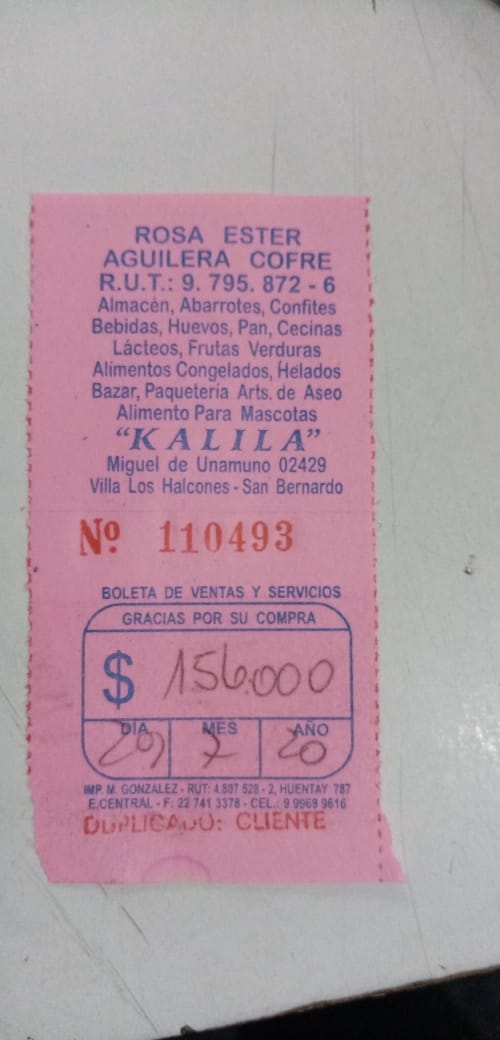 ROSA ESTER
AGUILERA COFRE
R.U.T.: 9. 795. 872 - 6
Almacén, Abarrotes, Confites
Bebidas, Huevos, Pan, Cecinas
Lácteos, Frutas Verduras
Alimentos Congelados, Helados
Bazar, Paquetería Arts. de Aseo
Alimento Para Mascotas
"KALILA"
Miguel de Unamuno 02429
Villa Los Halcones - San Bernardo
Nº 110493
BOLETA DE VENTAS Y SERVICIOS
GRACIAS POR SU COMPRA
$ 156.000
DÍA MES AÑO
29 7 20
IMP. M. GONZALEZ - RUT: 4.807 528 - 2, HUENTAY 787
E.CENTRAL - F: 22 741 3378 - CEL.: 9 9969 9616
DUPLICADO: CLIENTE